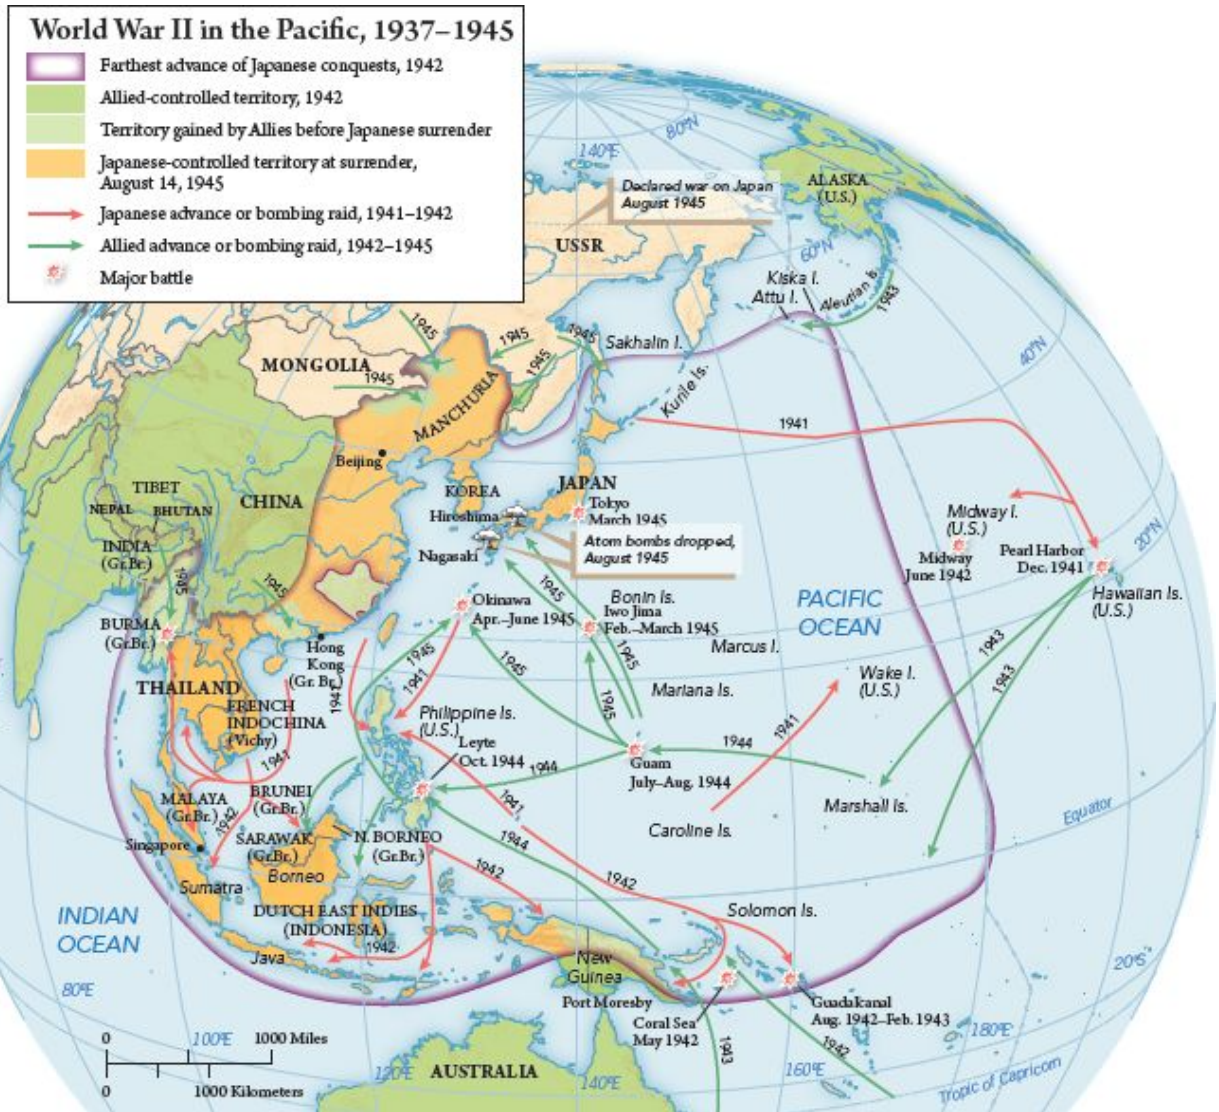 World War II in the Pacific, 1937–1945
Farthest advance of Japanese conquests, 1942
Allied-controlled territory, 1942
Territory gained by Allies before Japanese surrender
Japanese-controlled territory at surrender,
August 14, 1945
Japanese advance or bombing raid, 1941–1942
Allied advance or bombing raid, 1942–1945
Major battle
80°N
140°E
Declared war on Japan
August 1945
ALASKA
(U.S.)
USSR
60°N
Kiska I.
Attu I.
Aleutian Is.
1943
1945
1945
1945
1945
Sakhalin I.
40°N
MONGOLIA
1945
MANCHURIA
Kurile Is.
1941
Beijing
TIBET
NEPAL
BHUTAN
CHINA
KOREA
JAPAN
Hiroshima
Tokyo
March 1945
Midway I.
(U.S.)
20°N
INDIA
(Gr.Br.)
Nagasaki
Atom bombs dropped,
August 1945
Midway
June 1942
Pearl Harbor
Dec. 1941
1945
1945
1945
Bonin Is.
PACIFIC
OCEAN
Hawaiian Is.
(U.S.)
BURMA
(Gr.Br.)
Okinawa
Apr.–June 1945
Iwo Jima
Feb.–March 1945
Hong
Kong
(Gr. Br.)
1945
1945
1945
Marcus I.
1943
THAILAND
1941
1941
1945
Mariana Is.
Wake I.
(U.S.)
1943
FRENCH
INDOCHINA
(Vichy)
Philippine Is.
(U.S.)
1941
1941
Leyte
Oct. 1944
1944
Guam
July–Aug. 1944
1944
MALAYA
(Gr.Br.)
1942
BRUNEI
(Gr.Br.)
1941
Marshall Is.
Equator
Singapore
SARAWAK
(Gr.Br.)
N. BORNEO
(Gr.Br.)
1944
Caroline Is.
Sumatra
Borneo
1942
1942
INDIAN
OCEAN
DUTCH EAST INDIES
(INDONESIA)
Solomon Is.
Java
1942
New
Guinea
20°S
80°E
Port Moresby
Coral Sea
May 1942
Guadalcanal
Aug. 1942–Feb. 1943
0
100°E
1000 Miles
180°E
1943
1942
0
1000 Kilometers
120°E
AUSTRALIA
140°E
160°E
Tropic of Capricorn